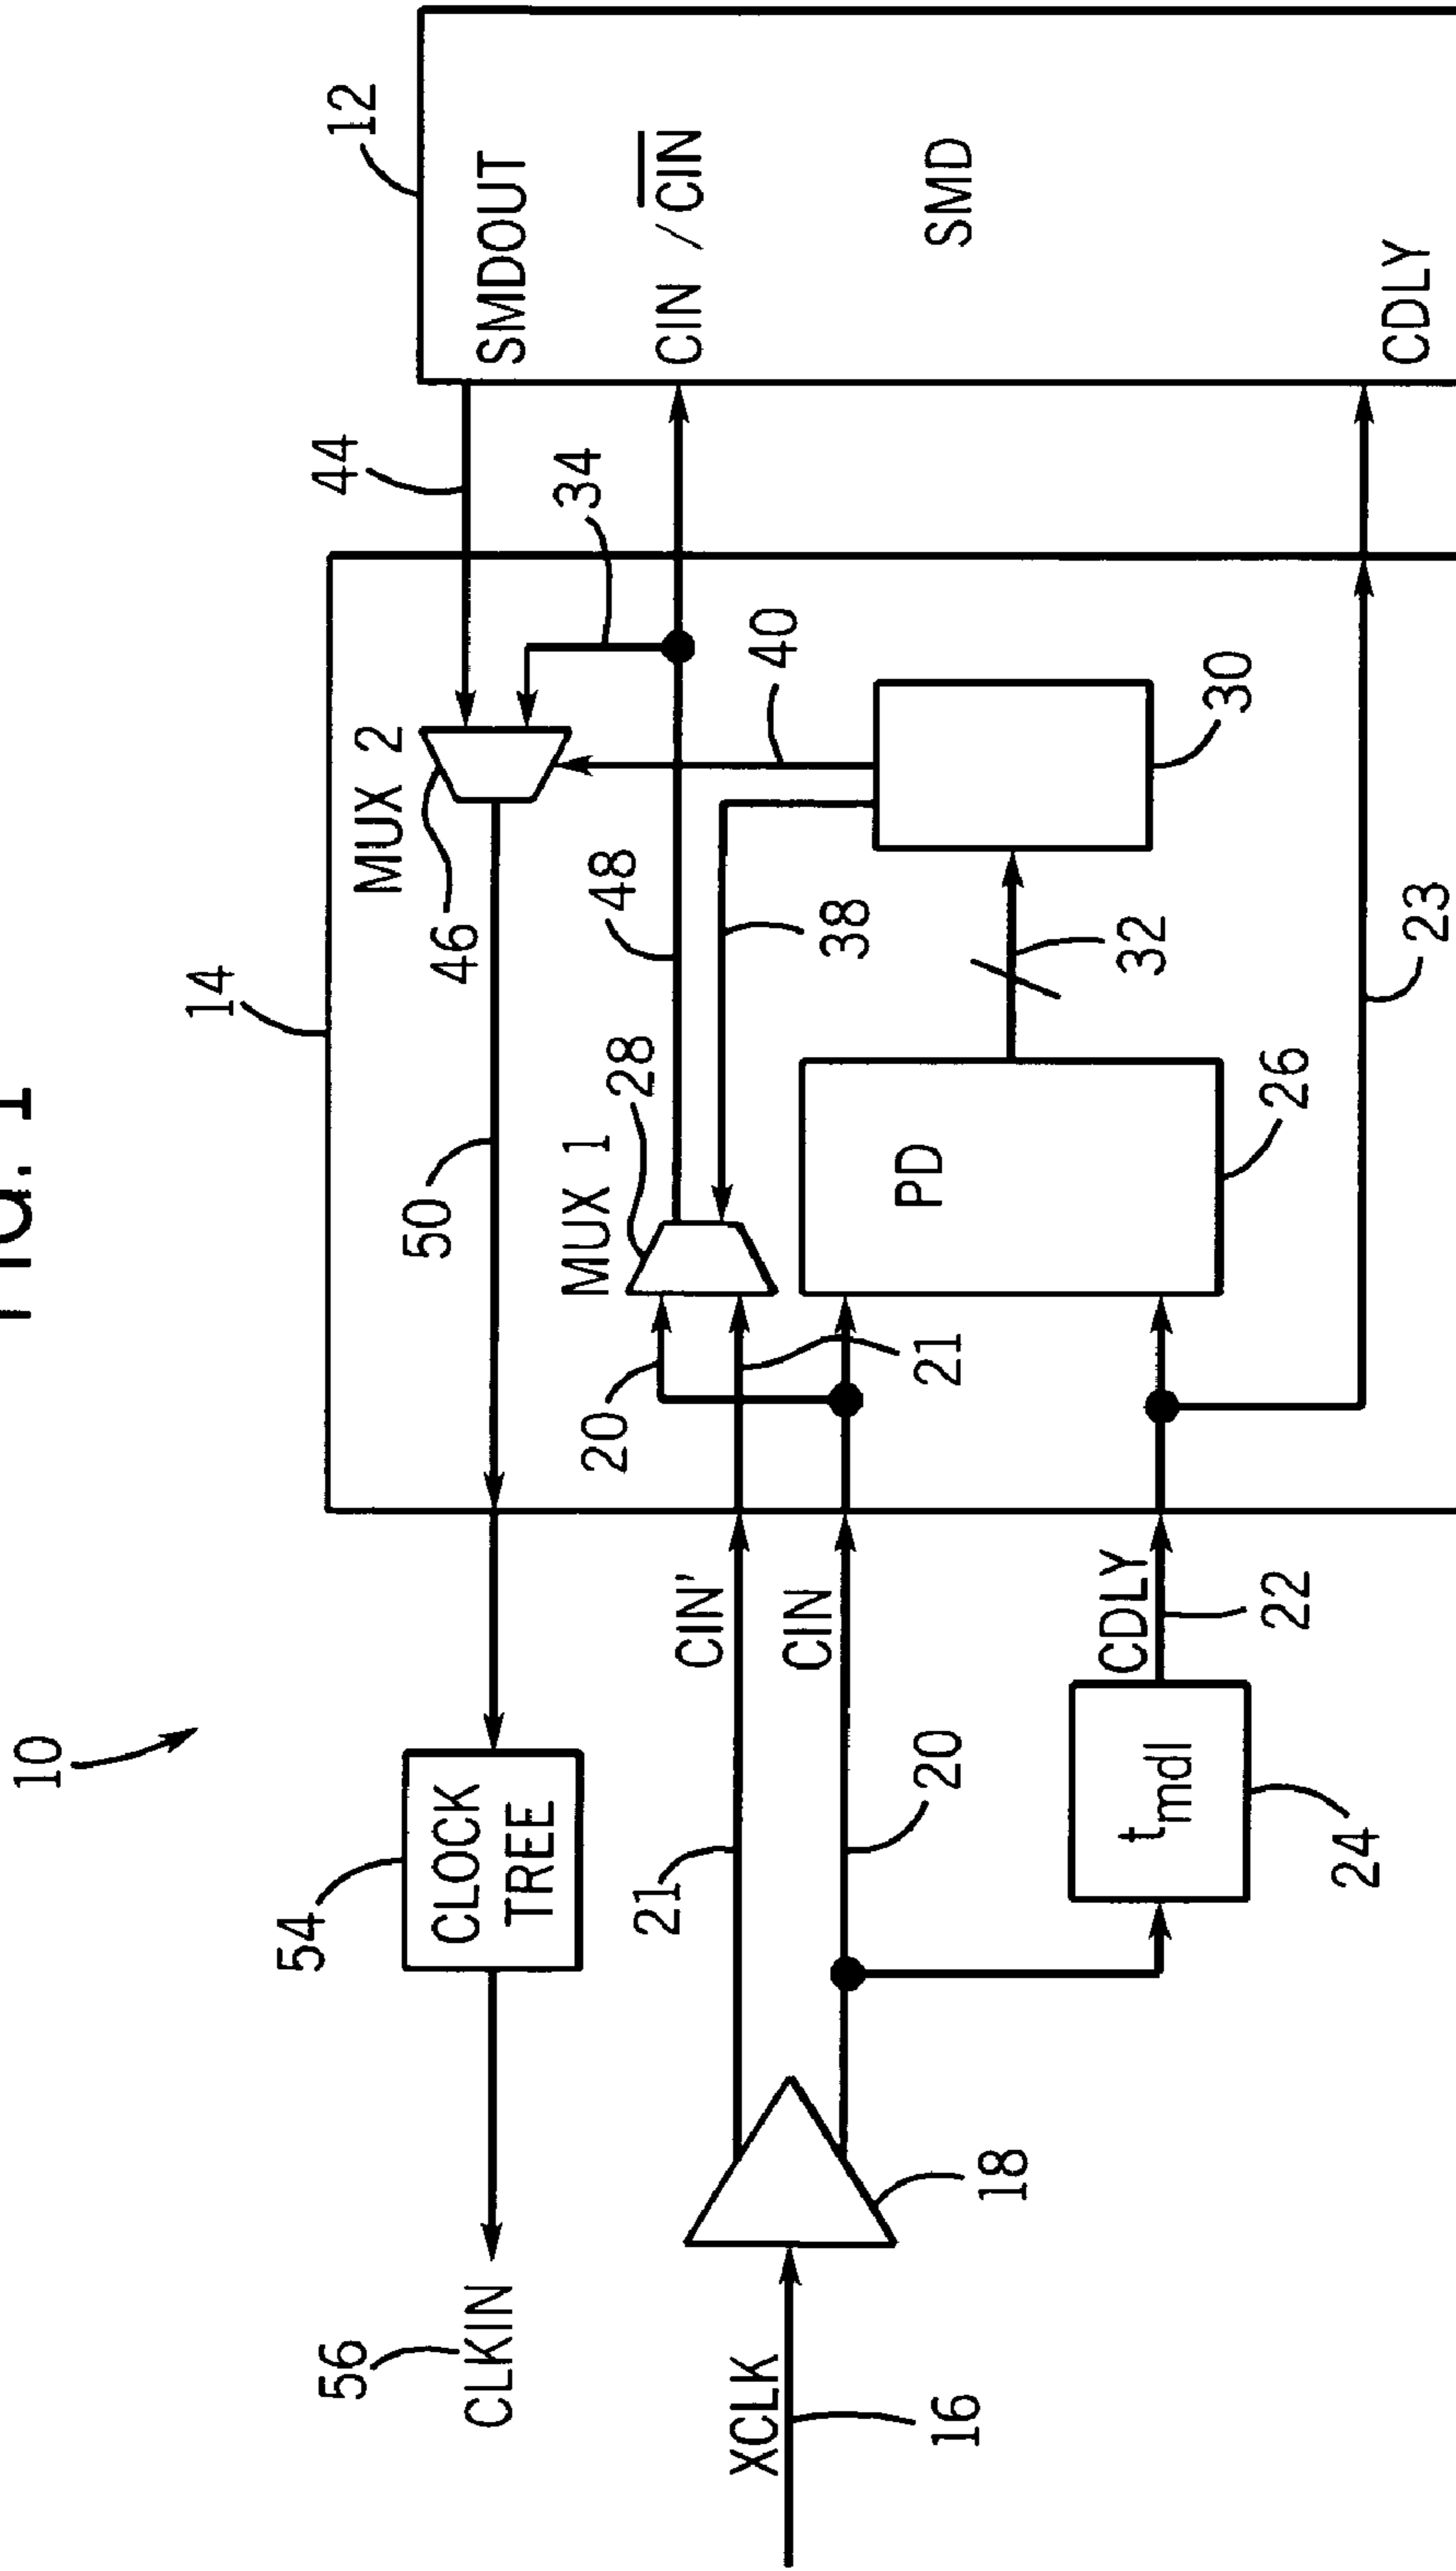 FIG. 1
10
12
SMDOUT
CIN / C̅I̅N̅
SMD
CDLY
14
44
34
MUX 2
46
40
30
48
38
32
23
50
MUX 1
28
PD
26
20
21
CIN'
CIN
CDLY
22
21
20
t mdl
24
54
CLOCK
TREE
56
CLKIN
18
XCLK
16